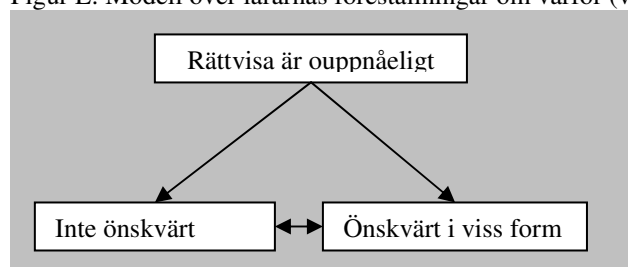 Rättvisa är ouppnåeligt
Inte önskvärt
Önskvärt i viss form